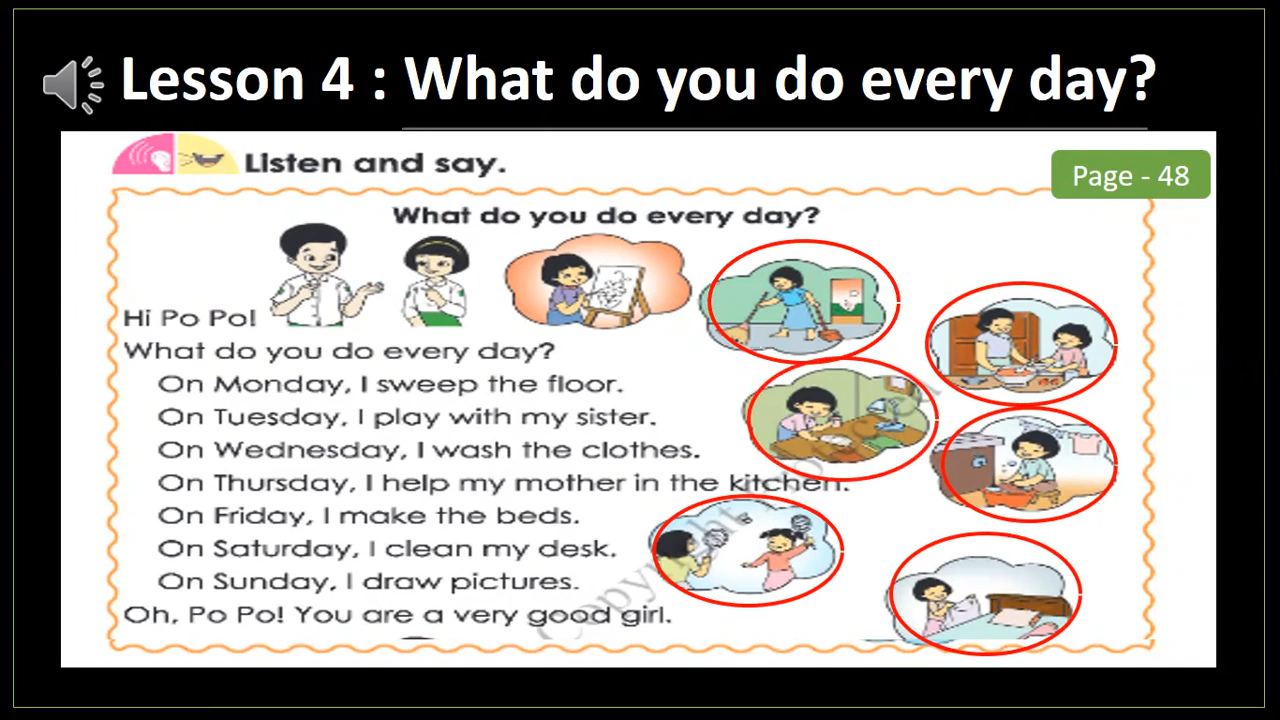 Lesson 4 : What do you do every day?
Listen and say.
Page - 48
What do you do every day?
Hi Po Po!
What do you do every day?
On Monday, I sweep the floor.
On Tuesday, I play with my sister.
On Wednesday, I wash the clothes.
On Thursday, I help my mother in the kitchen.
On Friday, I make the beds.
On Saturday, I clean my desk.
On Sunday, I draw pictures.
Oh, Po Po! You are a very good girl.
copyright